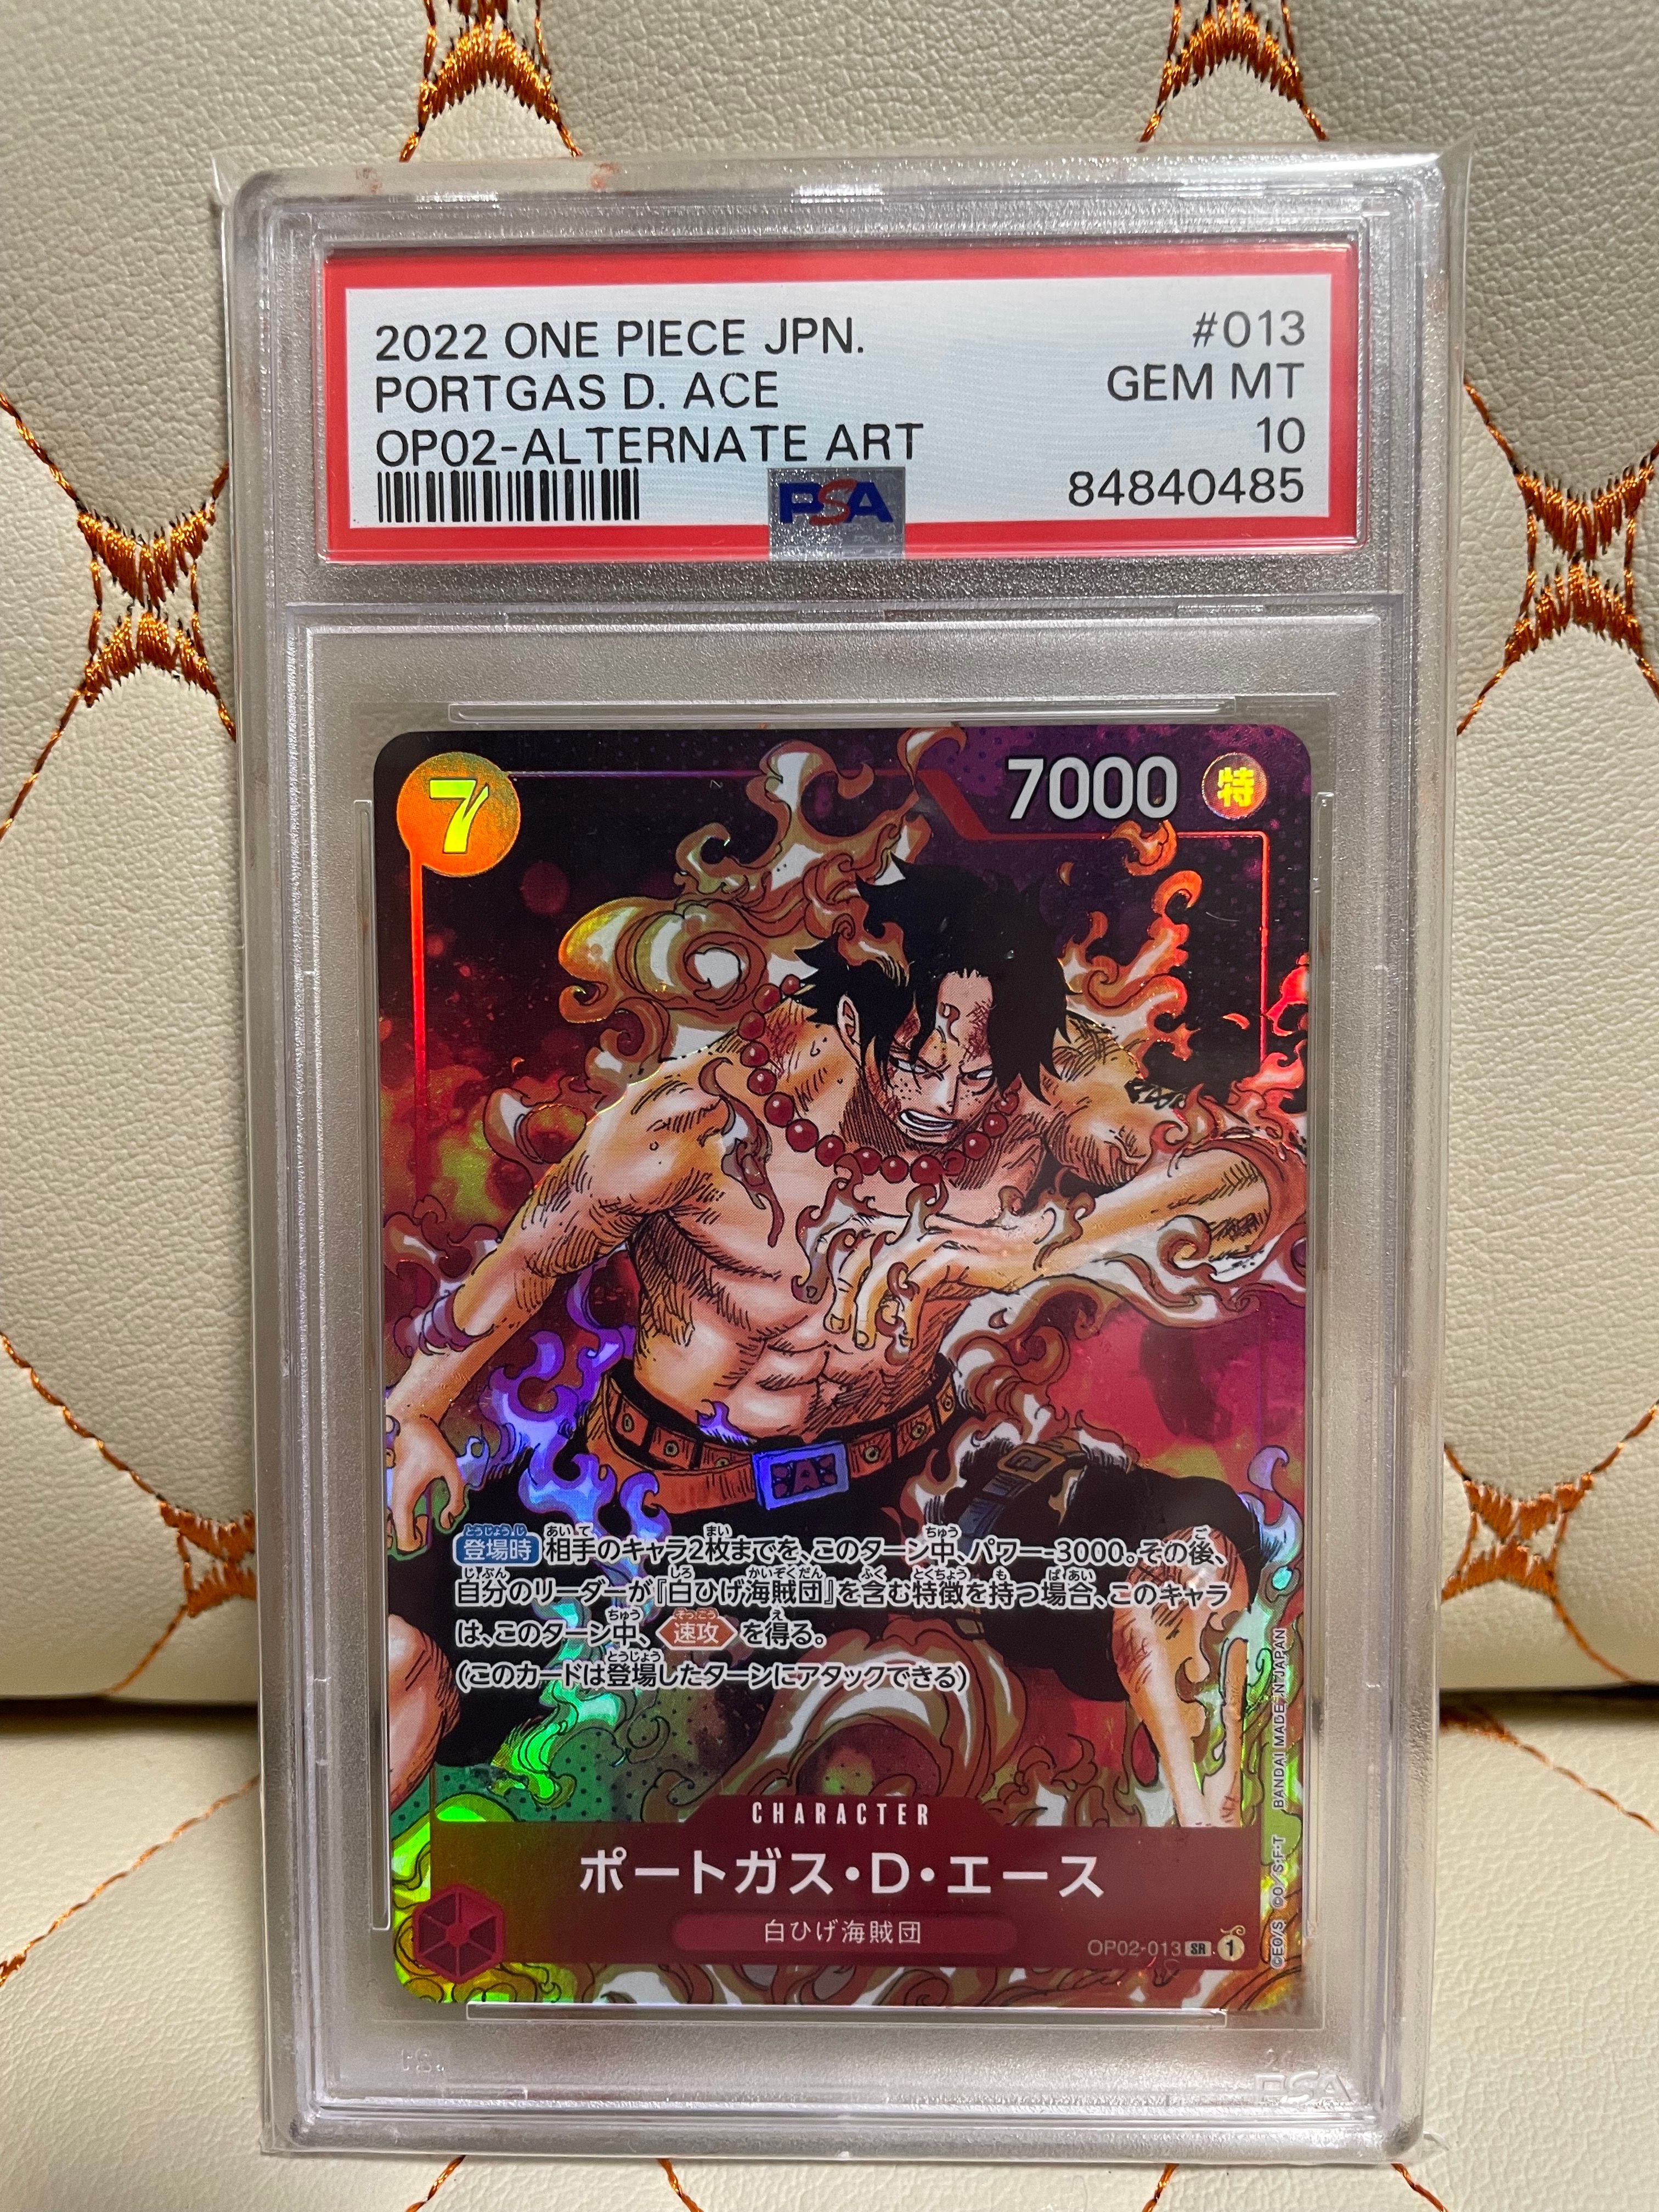 2022 ONE PIECE JPN. #013
PORTGAS D. ACE GEM MT
OP02-ALTERNATE ART 10
PSA 84840485
7 7000 特
A
登場時 相手のキャラ2枚までを、このターン中、パワー-3000。その後、
自分のリーダーが『白ひげ海賊団』を含む特徴を持つ場合、このキャラ
は、このターン中、速攻を得る。
(このカードは登場したターンにアタックできる)
CHARACTER
ポートガス・D・エース
白ひげ海賊団
OP02-013 SR 1
©EO/S ©O/S・F・T BANDAI MADE IN JAPAN
PSA